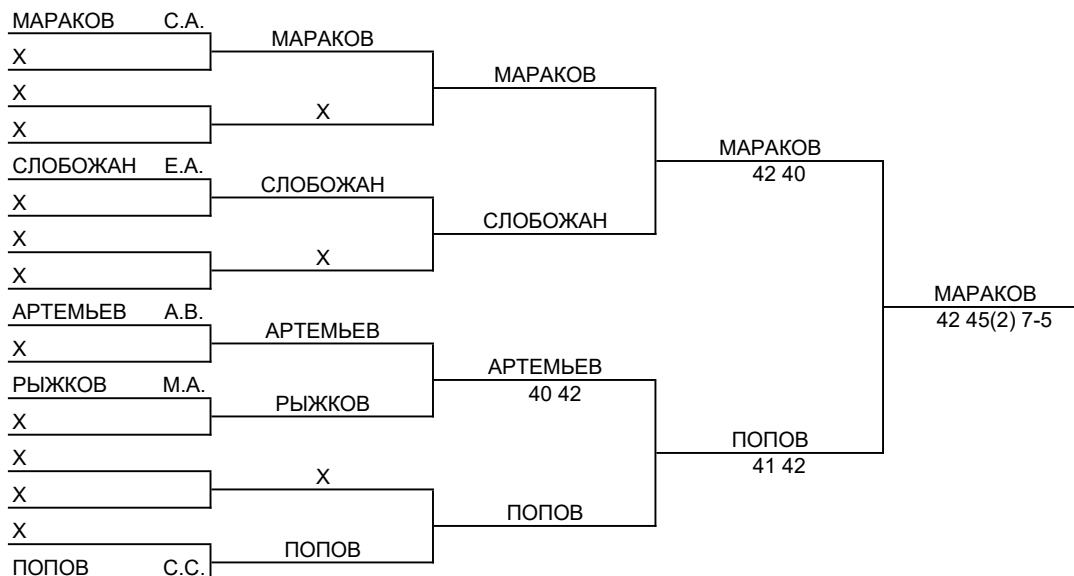 МАРАКОВ С.А.
Х
Х
Х
СЛОБОЖАН Е.А.
Х
Х
Х
АРТЕМЬЕВ А.В.
Х
РЫЖКОВ М.А.
Х
Х
Х
Х
ПОПОВ С.С.
МАРАКОВ
Х
СЛОБОЖАН
Х
АРТЕМЬЕВ
РЫЖКОВ
Х
ПОПОВ
МАРАКОВ
СЛОБОЖАН
АРТЕМЬЕВ
40 42
ПОПОВ
МАРАКОВ
42 40
ПОПОВ
41 42
МАРАКОВ
42 45(2) 7-5